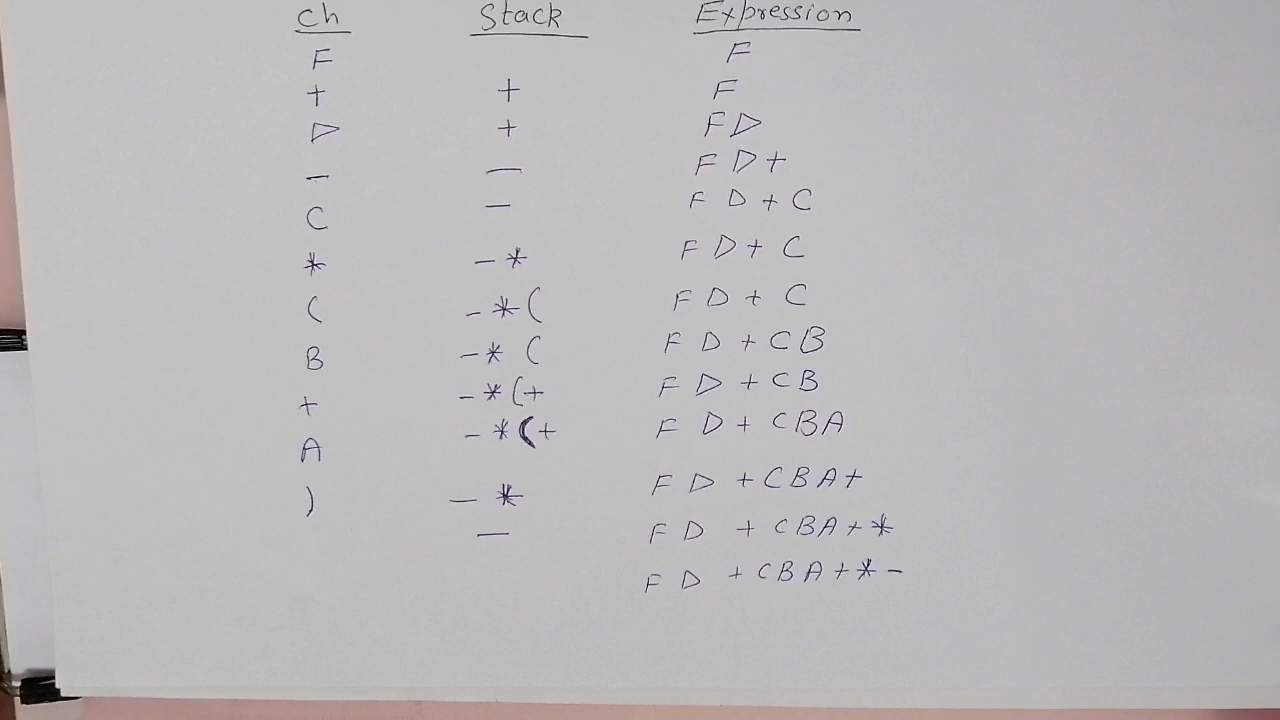 Ch Stack Expression
F F
+ + F
D + FD
- - FD+
C - FD+C
* -* FD+C
( -*( FD+C
B -*( FD+CB
+ -*(+ FD+CB
A -*(+ FD+CBA
) -* FD+CBA+
- FD+CBA+*
FD+CBA+*-